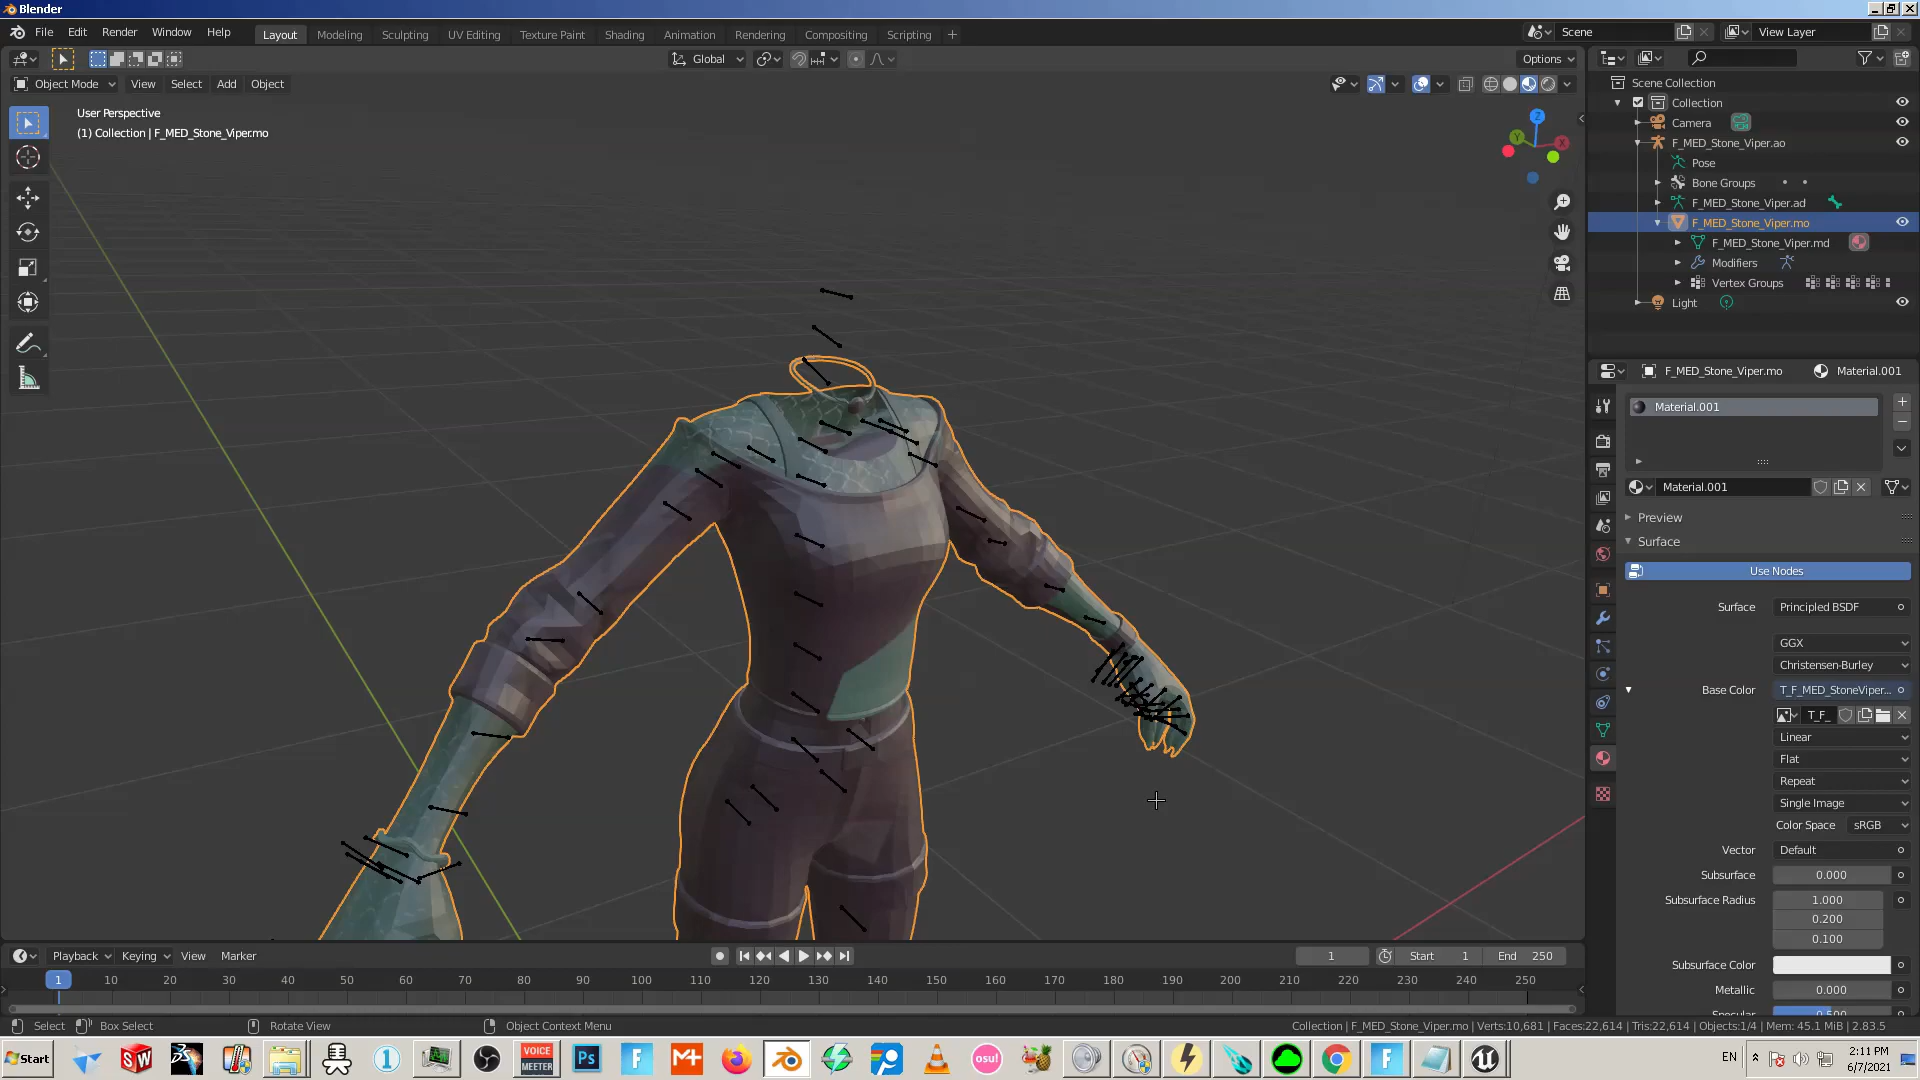 Blender
File Edit Render Window Help
Layout Modeling Sculpting UV Editing Texture Paint Shading Animation Rendering Compositing Scripting +
Scene View Layer
Global Options
Object Mode View Select Add Object
User Perspective
(1) Collection | F_MED_Stone_Viper.mo
Z
Y
X
Scene Collection
Collection
Camera
F_MED_Stone_Viper.ao
Pose
Bone Groups
F_MED_Stone_Viper.ad
F_MED_Stone_Viper.mo
F_MED_Stone_Viper.md
Modifiers
Vertex Groups
Light
F_MED_Stone_Viper.mo Material.001
Material.001
Material.001
Preview
Surface
Use Nodes
Surface Principled BSDF
GGX
Christensen-Burley
Base Color T_F_MED_StoneViper...
T_F_
Linear
Flat
Repeat
Single Image
Color Space sRGB
Vector Default
Subsurface 0.000
Subsurface Radius 1.000
0.200
0.100
Subsurface Color
Metallic 0.000
Specular 0.500
Playback Keying View Marker
1 Start 1 End 250
1 10 20 30 40 50 60 70 80 90 100 110 120 130 140 150 160 170 180 190 200 210 220 230 240 250
Select Box Select Rotate View Object Context Menu
Collection | F_MED_Stone_Viper.mo | Verts:10,681 | Faces:22,614 | Tris:22,614 | Objects:1/4 | Mem: 45.1 MiB | 2.83.5
Start
SW
1
VOICE
MEETER
Ps
F
M+
osu!
F
EN
2:11 PM
6/7/2021